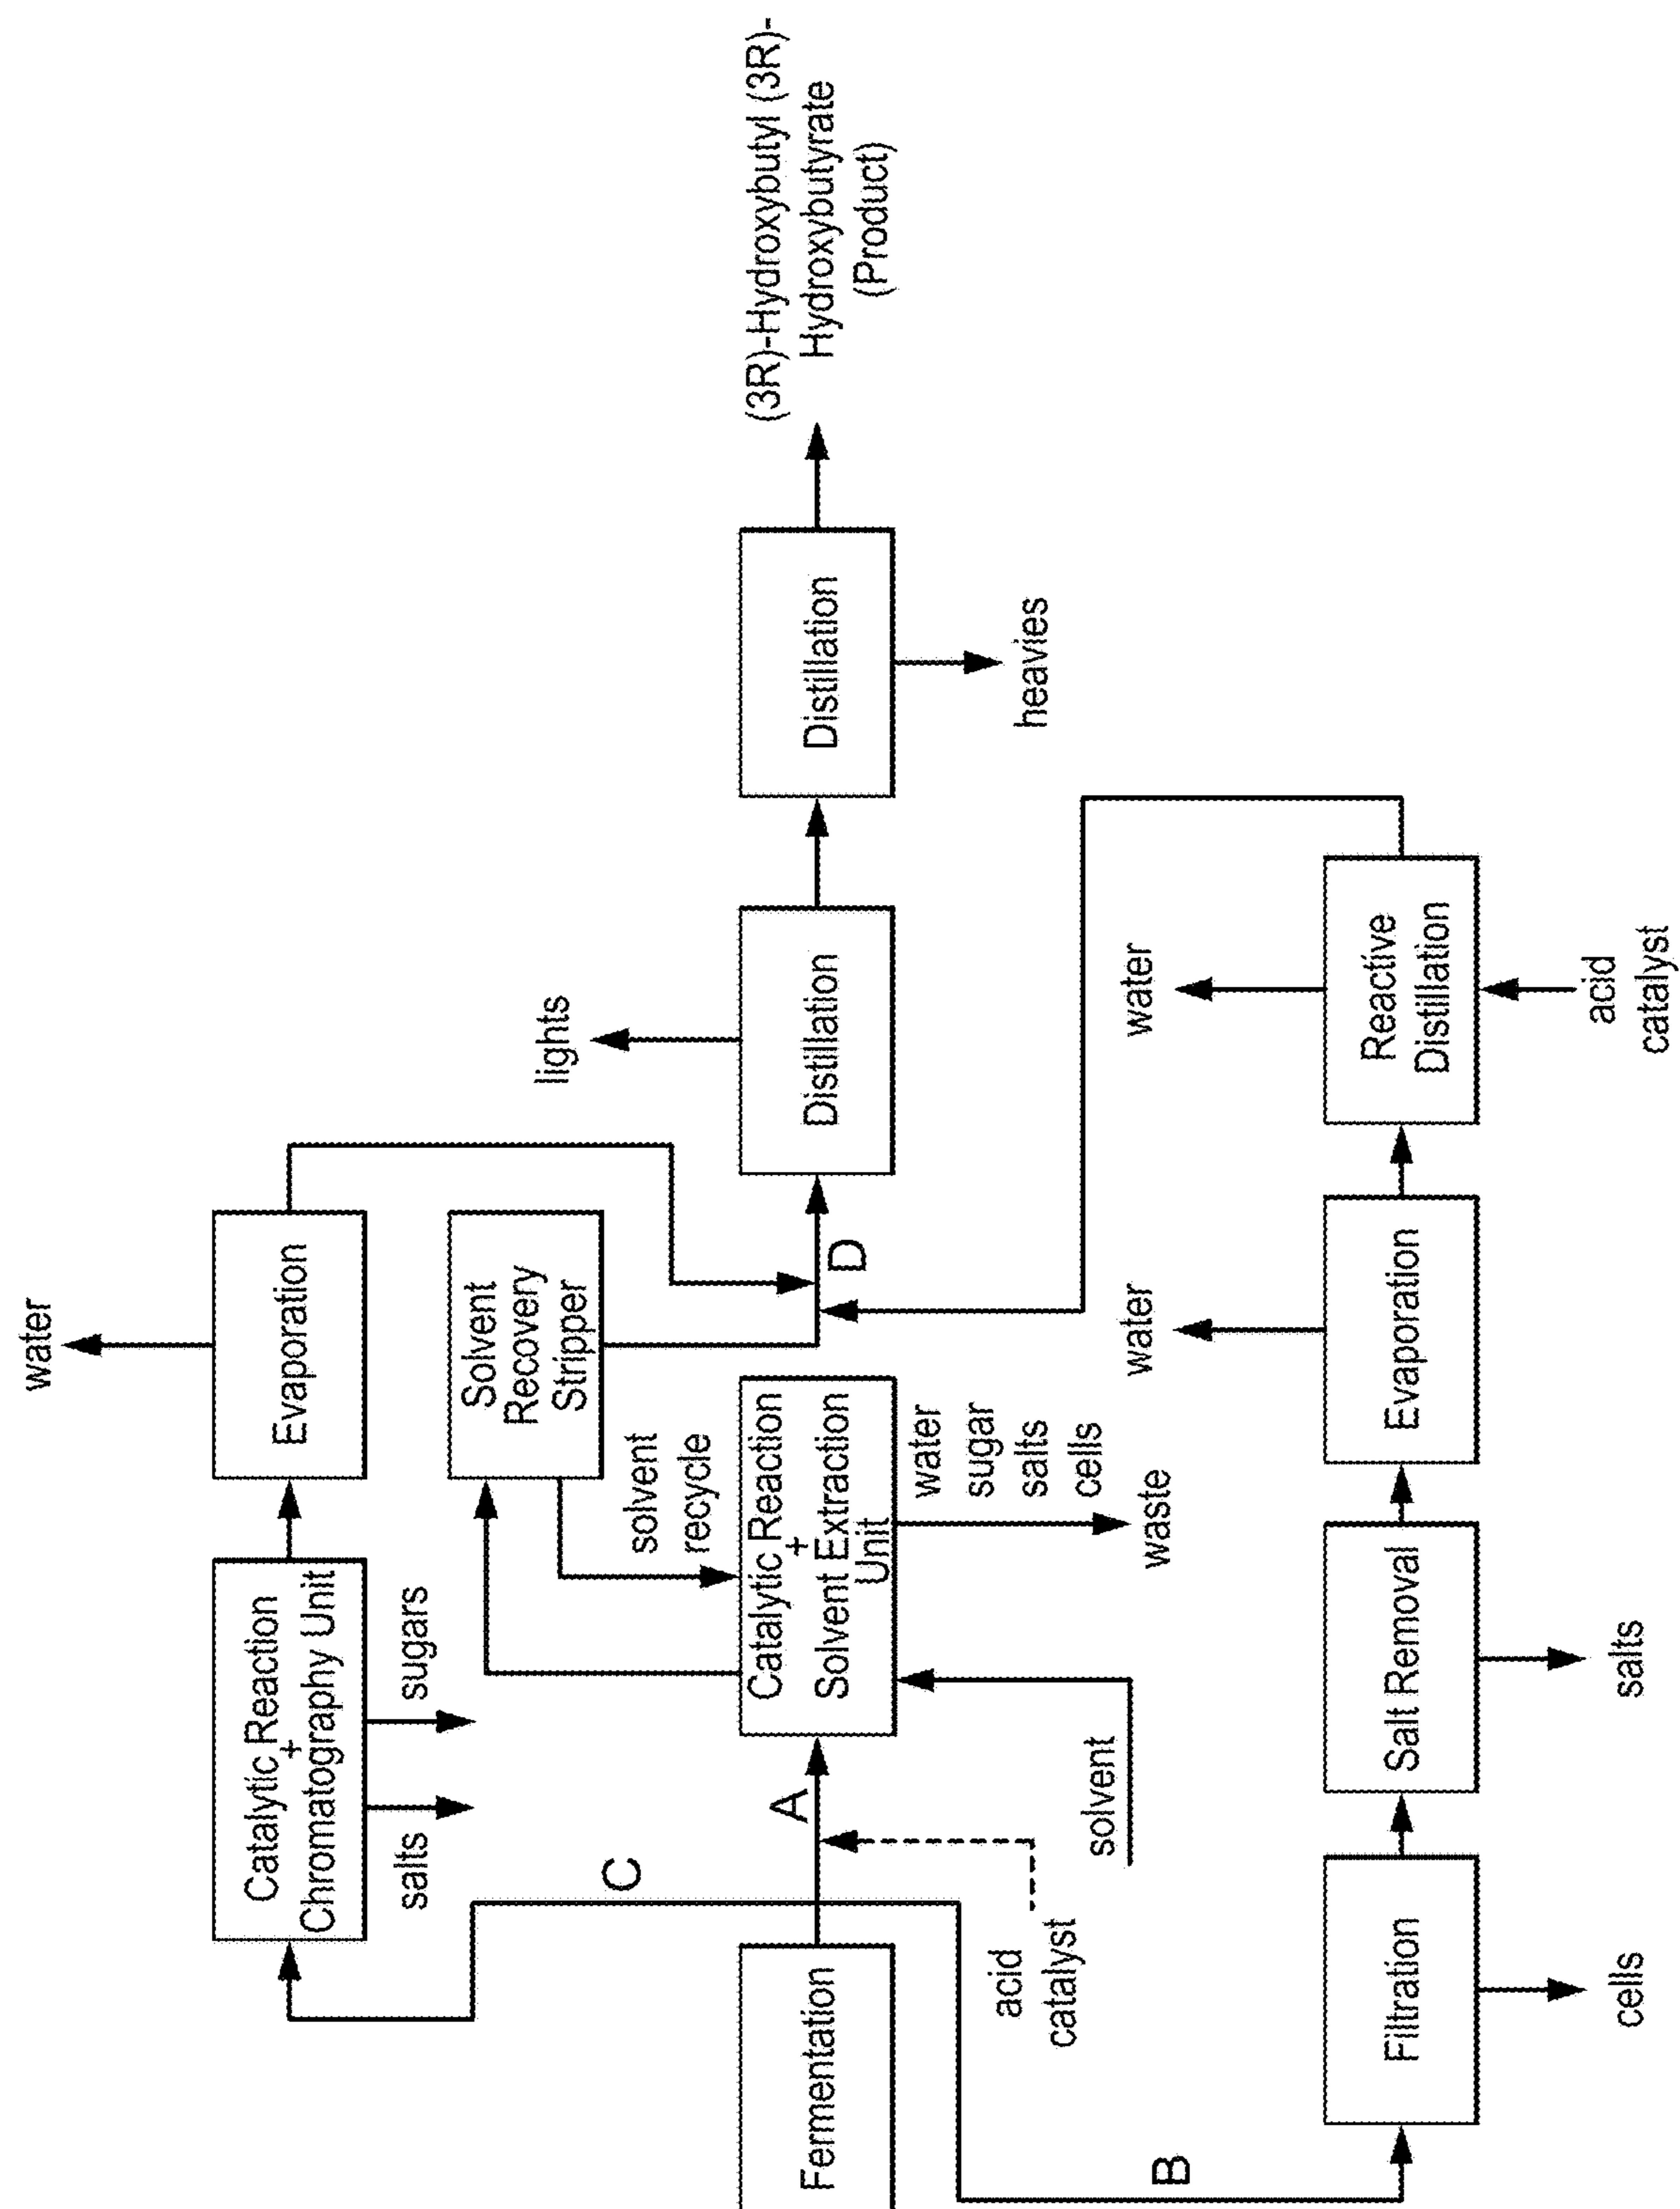 water
Evaporation
Catalytic Reaction
+
Chromatography Unit
salts
sugars
C
Solvent
Recovery
Stripper
solvent
recycle
lights
Fermentation
A
acid
catalyst
solvent
Catalytic Reaction
+
Solvent Extraction
Unit
water
sugar
salts
cells
waste
D
Distillation
Distillation
heavies
(3R)-Hydroxybutyl (3R)-
Hydroxybutyrate
(Product)
B
Filtration
cells
Salt Removal
salts
Evaporation
water
Reactive
Distillation
water
acid
catalyst